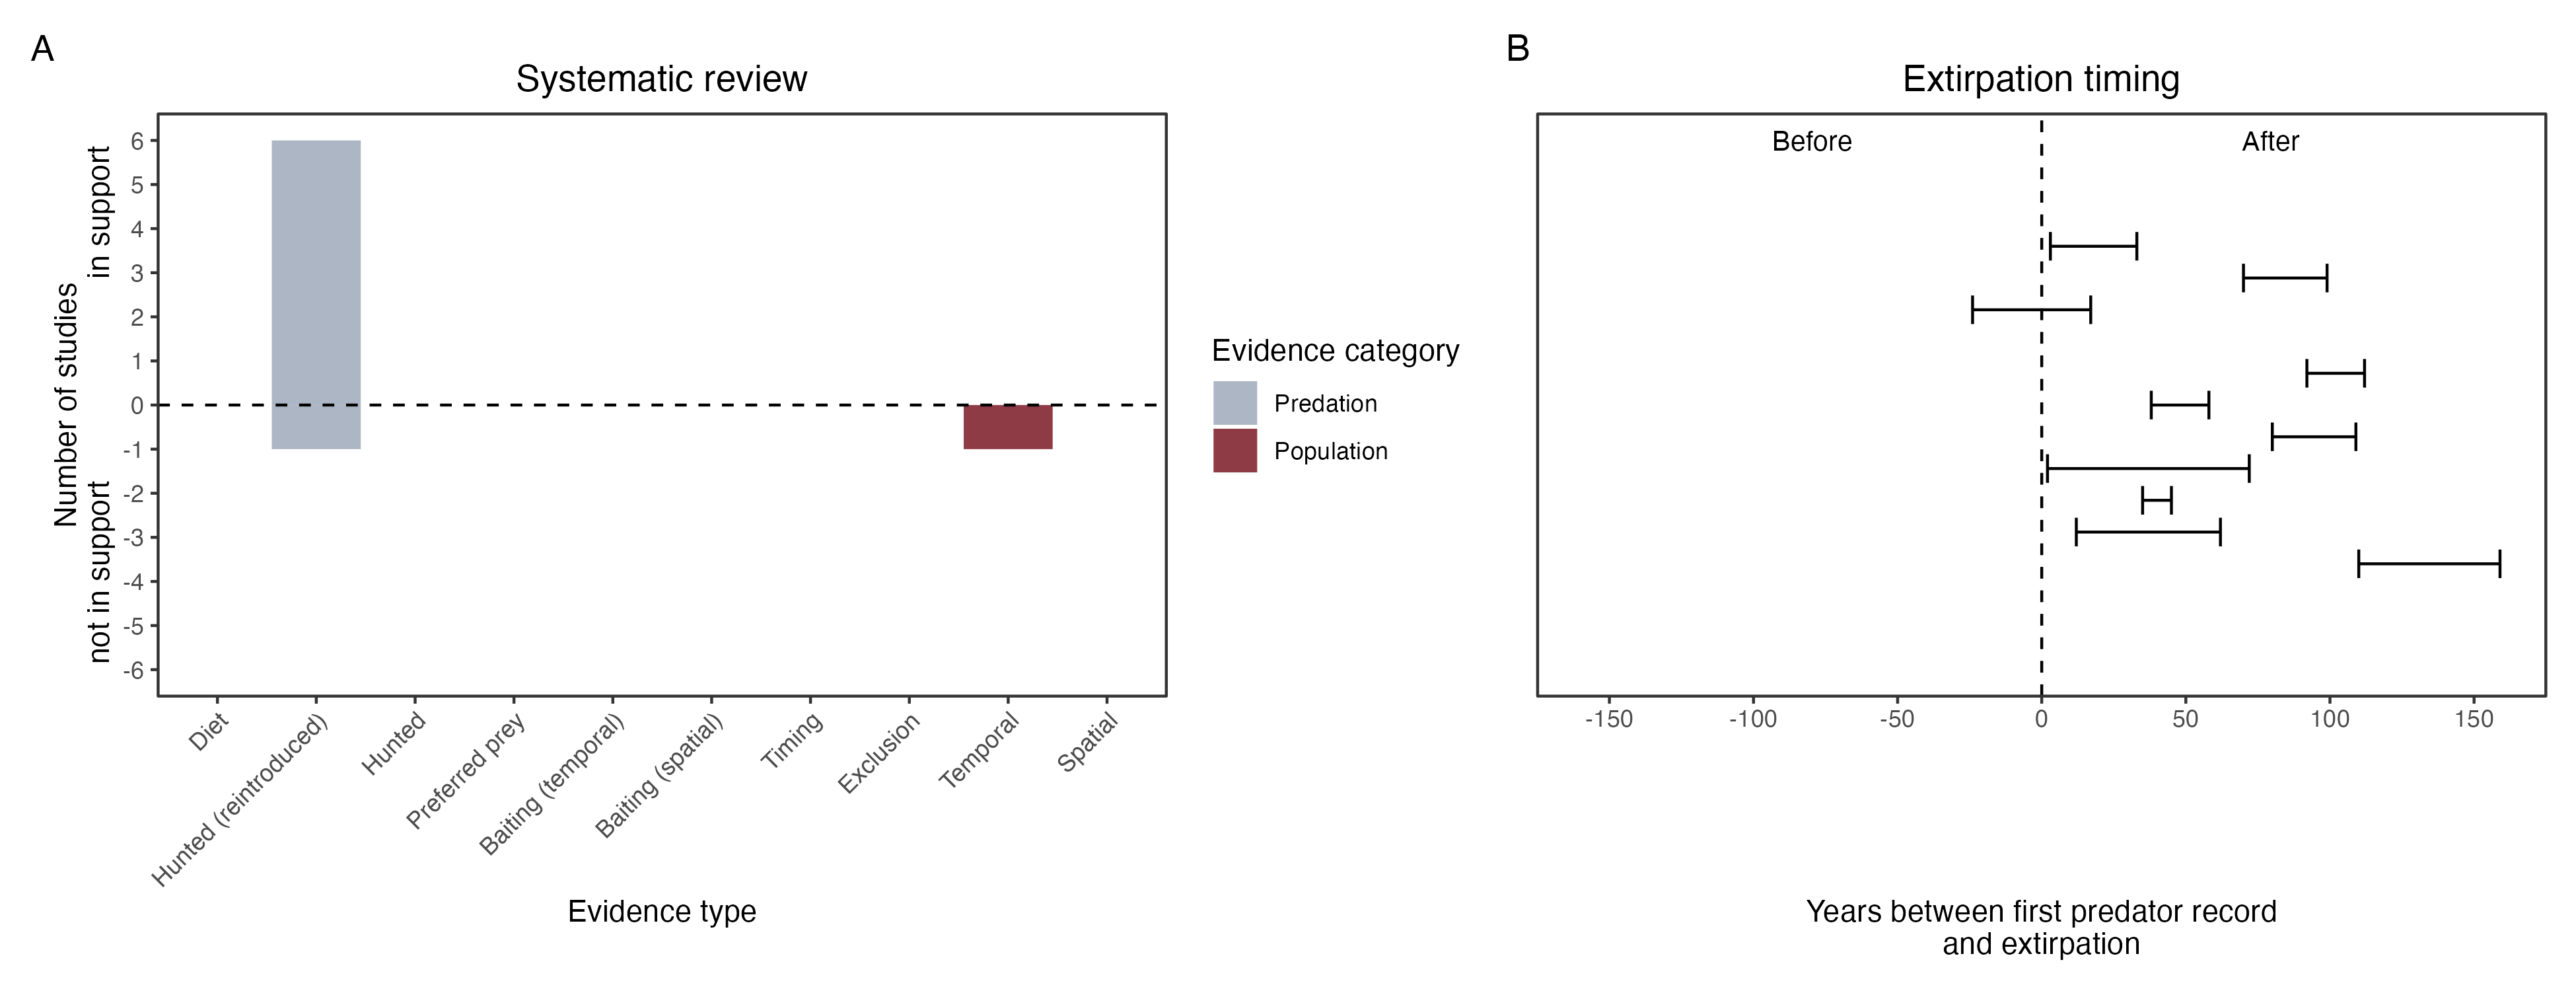 A
Systematic review
Number of studies
in support
not in support
6
5
4
3
2
1
0
-1
-2
-3
-4
-5
-6
Diet
Hunted (reintroduced)
Hunted
Preferred prey
Baiting (temporal)
Baiting (spatial)
Timing
Exclusion
Temporal
Spatial
Evidence type
Evidence category
Predation
Population
B
Extirpation timing
Before
After
-150
-100
-50
0
50
100
150
Years between first predator record
and extirpation